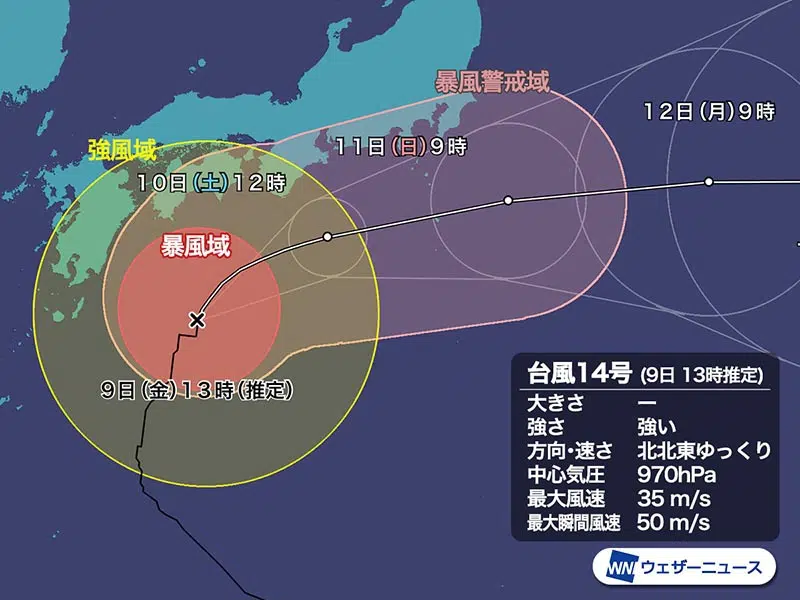 暴風警戒域
12日(月)9時
強風域
11日(日)9時
10日(土)12時
暴風域
9日(金)13時(推定)
台風14号 (9日 13時推定)
大きさ ー
強さ 強い
方向・速さ 北北東ゆっくり
中心気圧 970hPa
最大風速 35 m/s
最大瞬間風速 50 m/s
WN ウェザーニュース